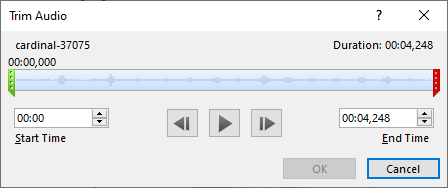 Trim Audio
?
cardinal-37075 Duration: 00:04,248
00:00,000
00:00 00:04,248
Start Time End Time
OK Cancel